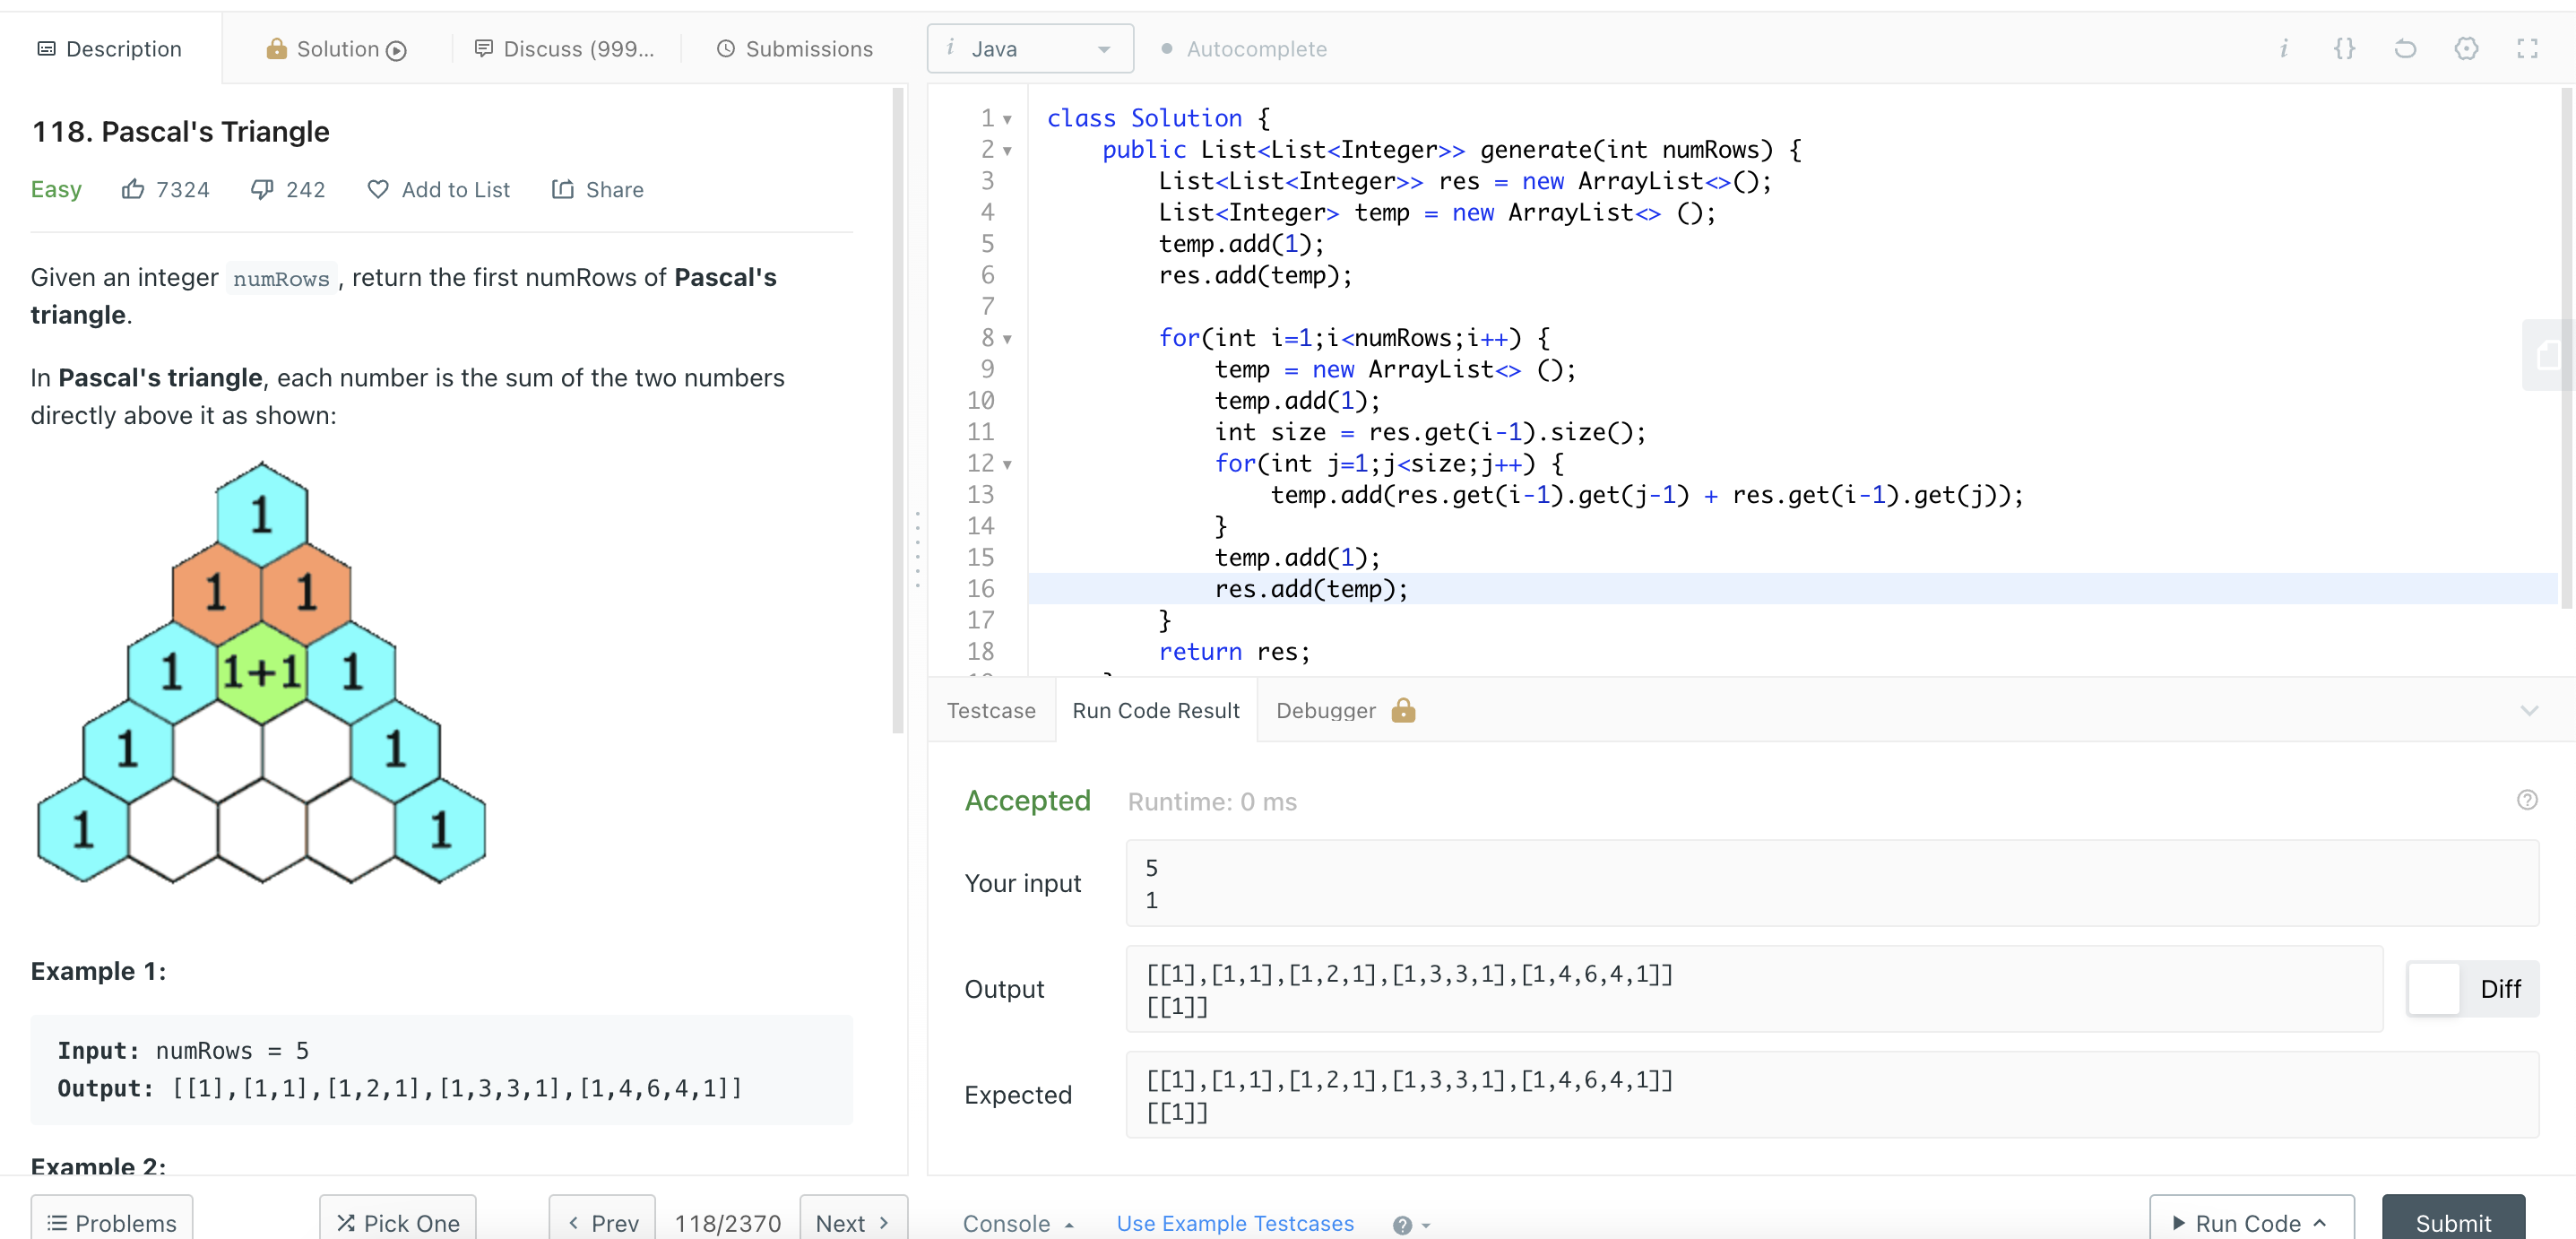 Description
Solution
Discuss (999...
Submissions
i Java
Autocomplete
i {}
118. Pascal's Triangle
Easy 7324 242 Add to List Share
Given an integer numRows , return the first numRows of Pascal's
triangle.
In Pascal's triangle, each number is the sum of the two numbers
directly above it as shown:
1
1 1
1 1+1 1
1 1
1 1
Example 1:
Input: numRows = 5
Output: [[1],[1,1],[1,2,1],[1,3,3,1],[1,4,6,4,1]]
Example 2:
Problems
Pick One
< Prev
118/2370
Next >
1 class Solution {
2     public List<List<Integer>> generate(int numRows) {
3         List<List<Integer>> res = new ArrayList<>();
4         List<Integer> temp = new ArrayList<> ();
5         temp.add(1);
6         res.add(temp);
7
8         for(int i=1;i<numRows;i++) {
9             temp = new ArrayList<> ();
10             temp.add(1);
11             int size = res.get(i-1).size();
12             for(int j=1;j<size;j++) {
13                 temp.add(res.get(i-1).get(j-1) + res.get(i-1).get(j));
14             }
15             temp.add(1);
16             res.add(temp);
17         }
18         return res;
Testcase
Run Code Result
Debugger
Accepted Runtime: 0 ms
Your input
5
1
Output
[[1],[1,1],[1,2,1],[1,3,3,1],[1,4,6,4,1]]
[[1]]
Diff
Expected
[[1],[1,1],[1,2,1],[1,3,3,1],[1,4,6,4,1]]
[[1]]
Console
Use Example Testcases
Run Code
Submit